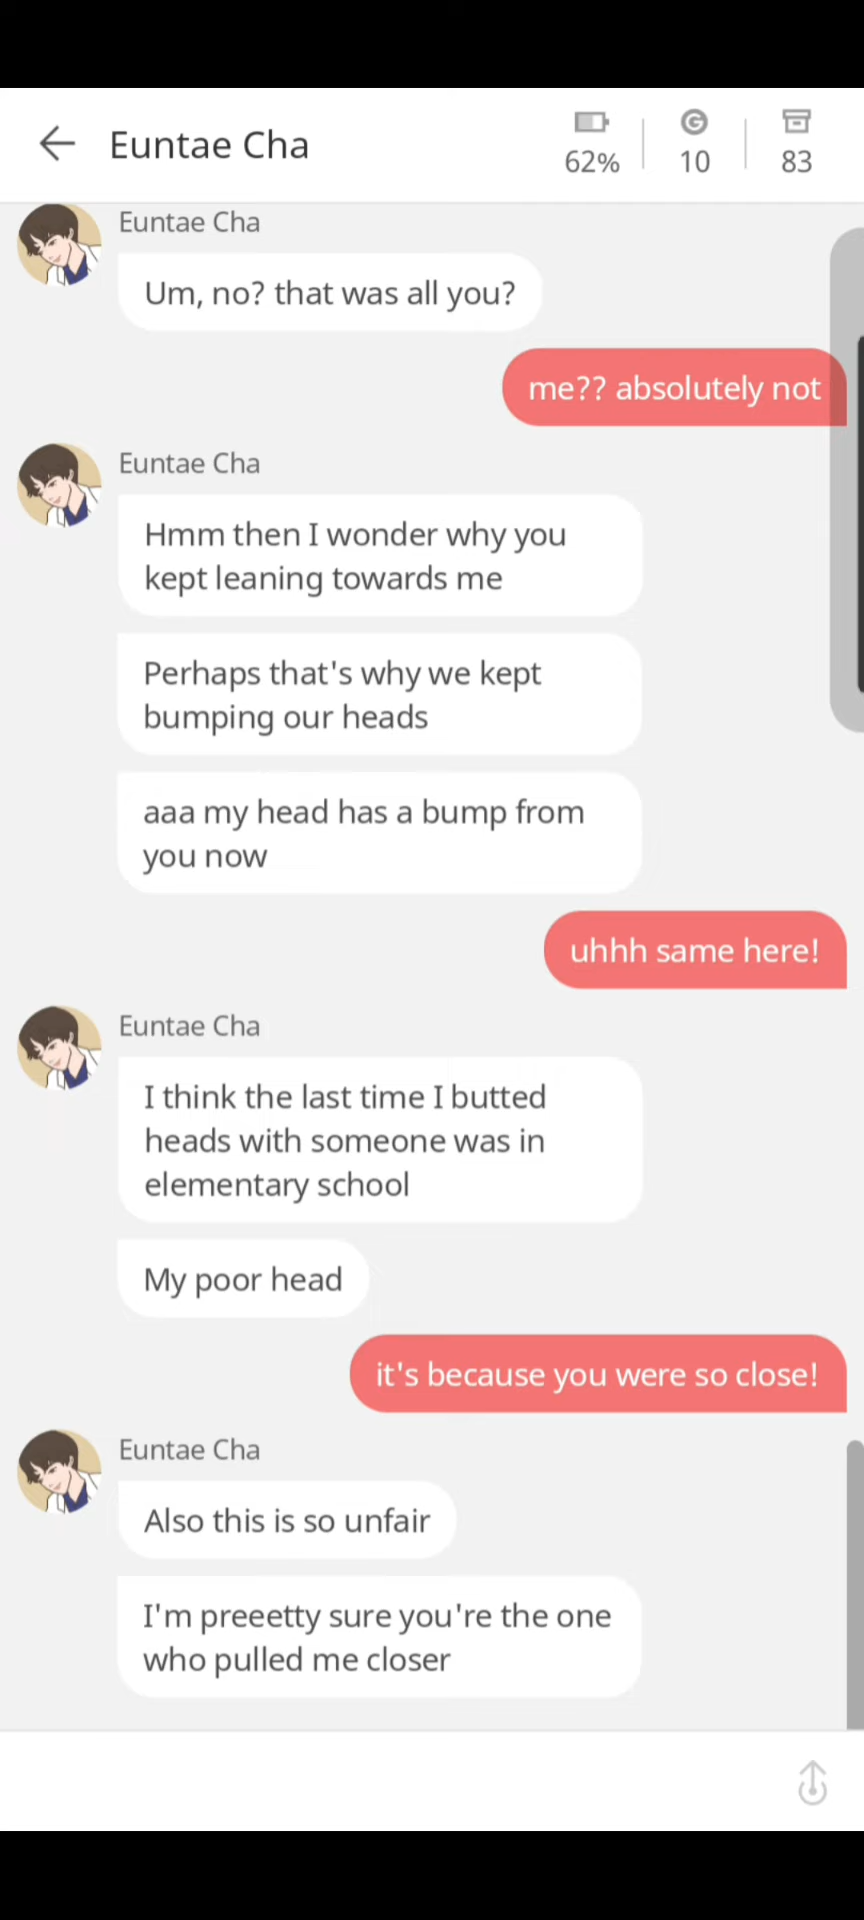 Euntae Cha
62%
10
83
Euntae Cha
Um, no? that was all you?
me?? absolutely not
Euntae Cha
Hmm then I wonder why you
kept leaning towards me
Perhaps that's why we kept
bumping our heads
aaa my head has a bump from
you now
uhhh same here!
Euntae Cha
I think the last time I butted
heads with someone was in
elementary school
My poor head
it's because you were so close!
Euntae Cha
Also this is so unfair
I'm preeetty sure you're the one
who pulled me closer